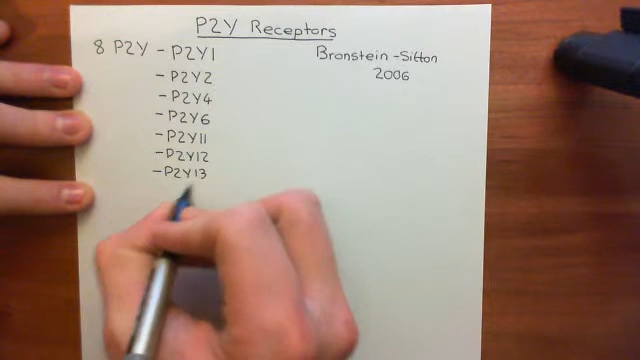 P2Y Receptors
8 P2Y - P2Y1
Bronstein-Sitton
2006
- P2Y2
- P2Y4
- P2Y6
- P2Y11
- P2Y12
- P2Y13